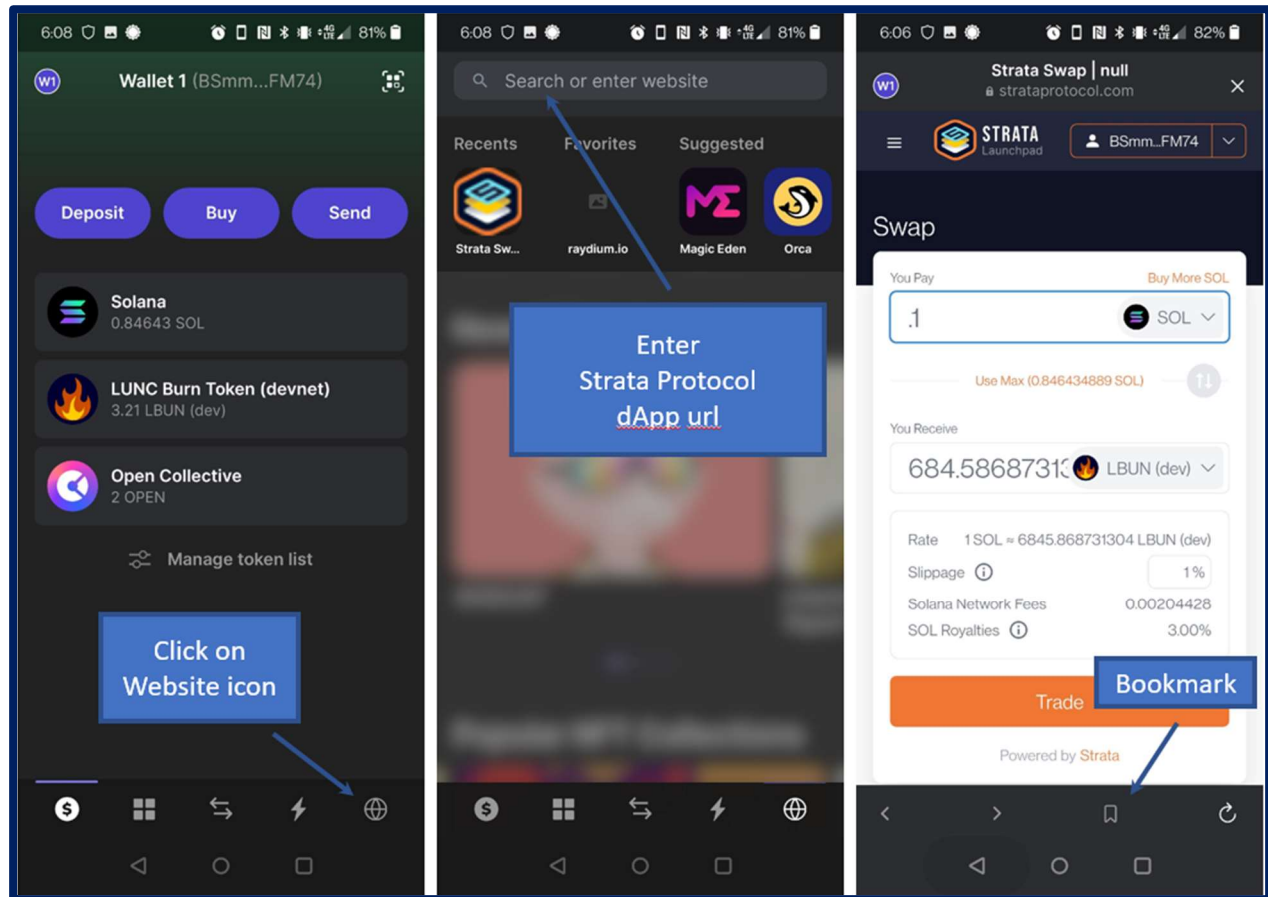 6:08
81%
W1
Wallet 1 (BSmm...FM74)
Deposit
Buy
Send
Solana
0.84643 SOL
LUNC Burn Token (devnet)
3.21 LBUN (dev)
Open Collective
2 OPEN
Manage token list
Click on
Website icon
$
6:08
81%
Search or enter website
Recents
Favorites
Suggested
Strata Sw...
raydium.io
Magic Eden
Orca
Enter
Strata Protocol
dApp url
$
6:06
82%
W1
Strata Swap | null
strataprotocol.com
STRATA
Launchpad
BSmm...FM74
Swap
You Pay
Buy More SOL
.1
SOL
Use Max (0.846434889 SOL)
You Receive
684.58687313
LBUN (dev)
Rate 1 SOL ≈ 6845.868731304 LBUN (dev)
Slippage
1%
Solana Network Fees 0.00204428
SOL Royalties 3.00%
Trade
Bookmark
Powered by Strata